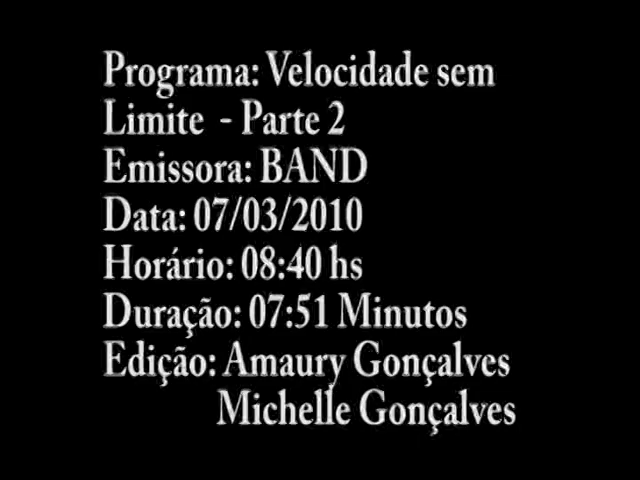 Programa: Velocidade sem
Limite - Parte 2
Emissora: BAND
Data: 07/03/2010
Horário: 08:40 hs
Duração: 07:51 Minutos
Edição: Amaury Gonçalves
Michelle Gonçalves